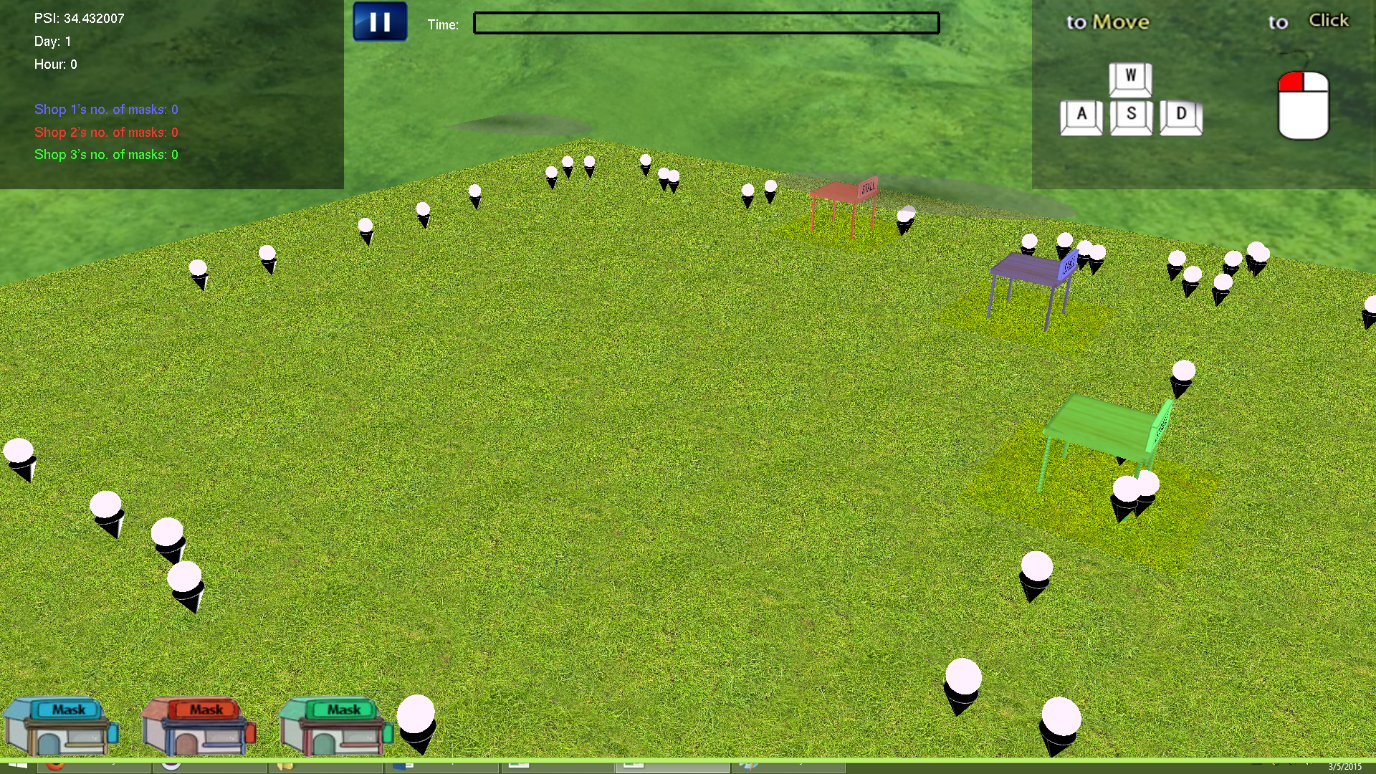 PSI: 34.432007
Day: 1
Hour: 0
Shop 1's no. of masks: 0
Shop 2's no. of masks: 0
Shop 3's no. of masks: 0
Time:
to Move
to Click
W
A S D
Mask
Mask
Mask
3/5/2015